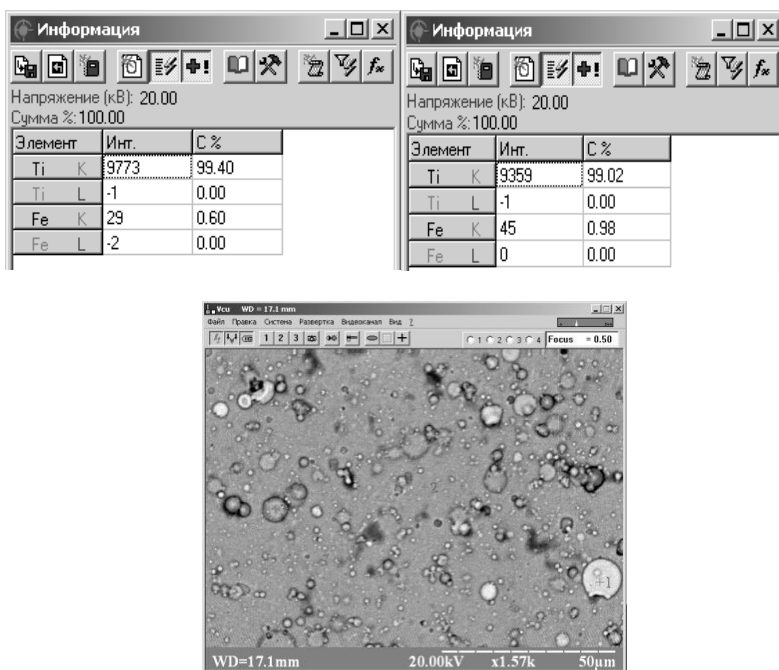 Информация
Напряжение (кВ): 20.00
Сумма %:100.00
Элемент Инт. C %
Ti K 9773 99.40
Ti L -1 0.00
Fe K 29 0.60
Fe L -2 0.00
Информация
Напряжение (кВ): 20.00
Сумма %:100.00
Элемент Инт. C %
Ti K 9359 99.02
Ti L -1 0.00
Fe K 45 0.98
Fe L 0 0.00
Vcu WD = 17.1 mm
Файл Правка Система Развертка Видеоканал Вид ?
1 2 3 1 2 3 4 Focus = 0.50
2
+1
WD=17.1mm 20.00kV x1.57k 50µm